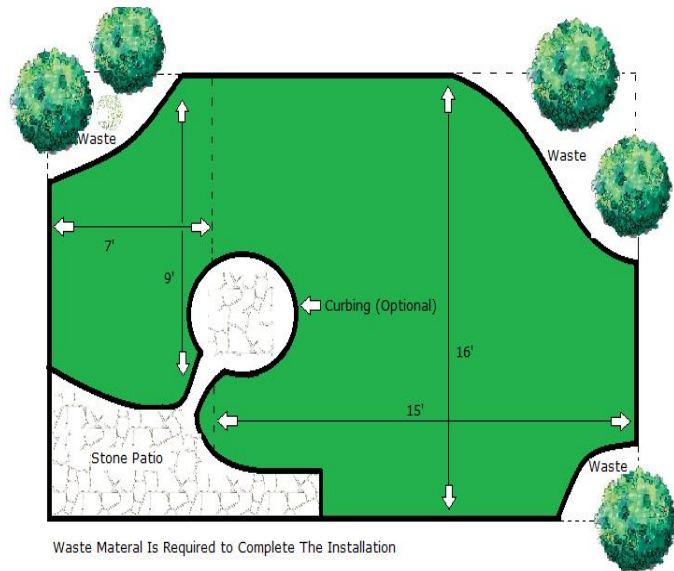 Waste
Waste
7'
9'
Curbing (Optional)
16'
15'
Stone Patio
Waste
Waste Materal Is Required to Complete The Installation